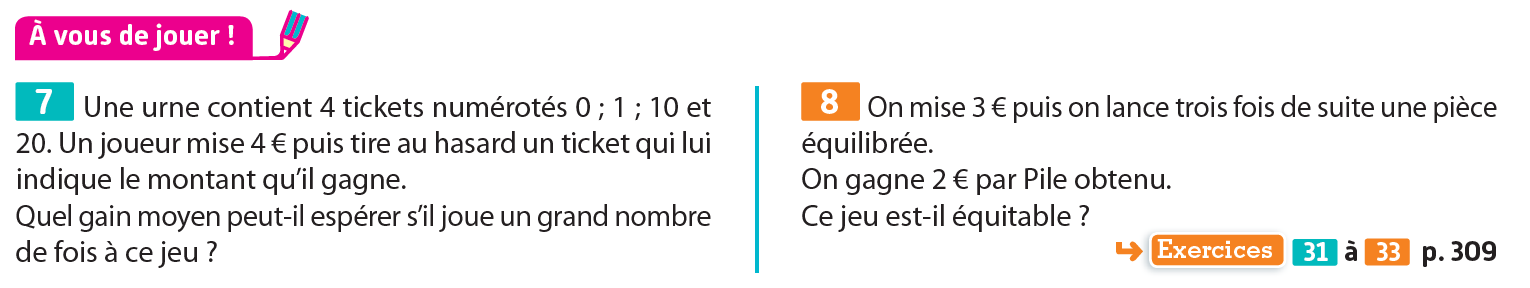 À vous de jouer !
7 Une urne contient 4 tickets numérotés 0 ; 1 ; 10 et
20. Un joueur mise 4 € puis tire au hasard un ticket qui lui
indique le montant qu’il gagne.
Quel gain moyen peut-il espérer s’il joue un grand nombre
de fois à ce jeu ?
8 On mise 3 € puis on lance trois fois de suite une pièce
équilibrée.
On gagne 2 € par Pile obtenu.
Ce jeu est-il équitable ?
Exercices 31 à 33 p. 309